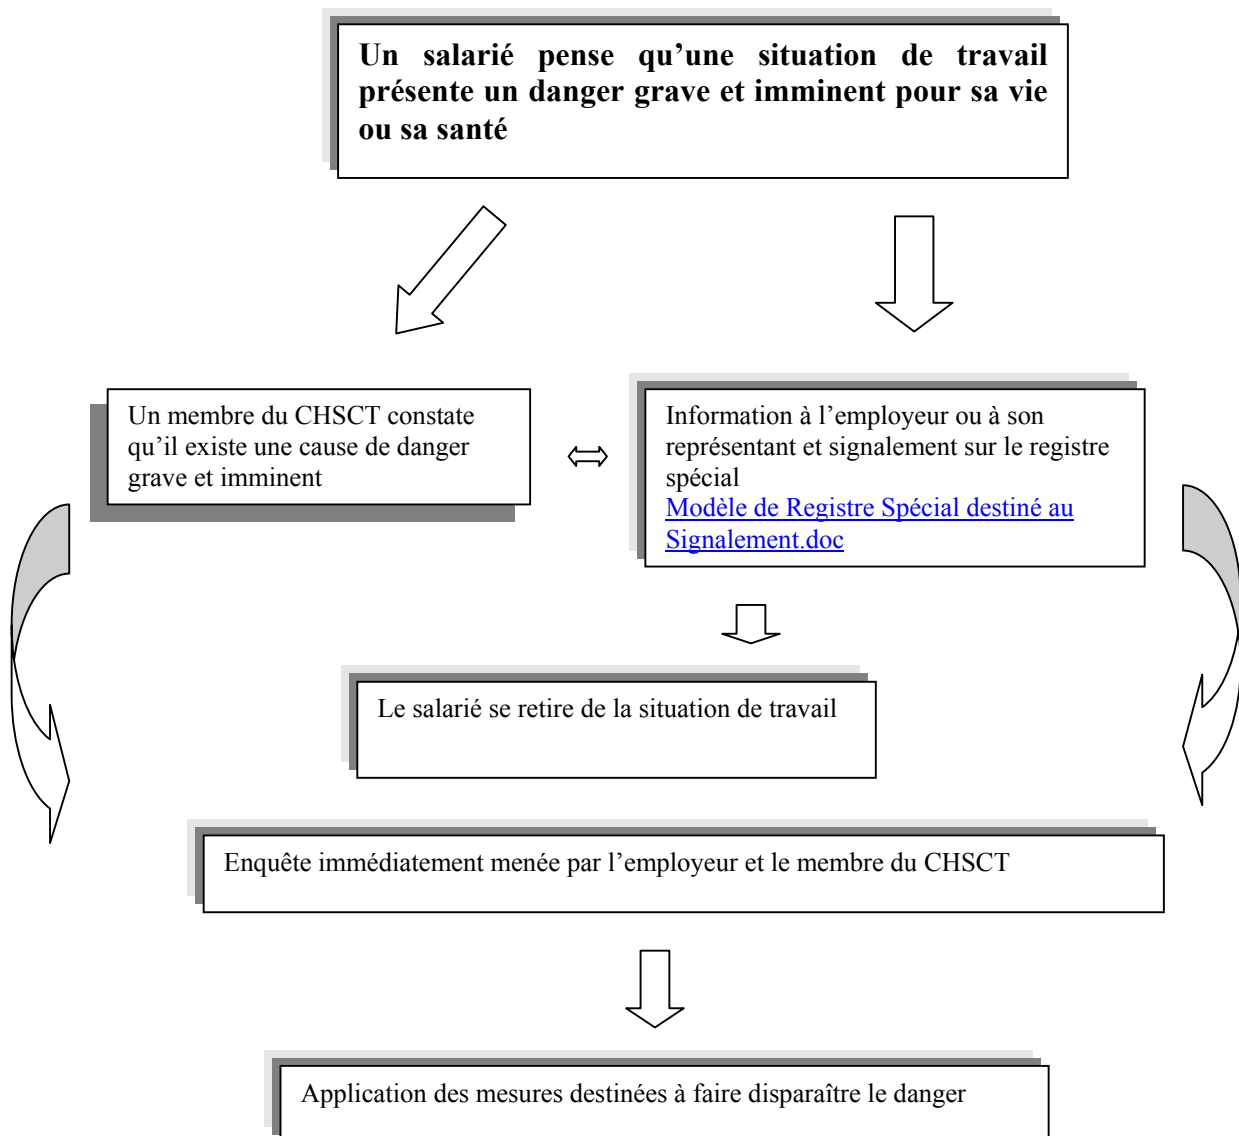 Un salarié pense qu’une situation de travail
présente un danger grave et imminent pour sa vie
ou sa santé
Un membre du CHSCT constate
qu’il existe une cause de danger
grave et imminent
Information à l’employeur ou à son
représentant et signalement sur le registre
spécial
Modèle de Registre Spécial destiné au
Signalement.doc
Le salarié se retire de la situation de travail
Enquête immédiatement menée par l’employeur et le membre du CHSCT
Application des mesures destinées à faire disparaître le danger